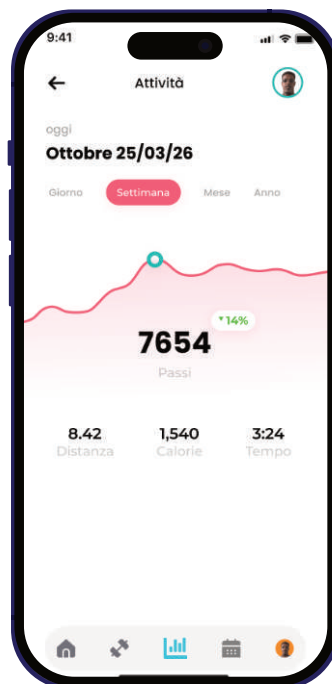 9:41
Attività
oggi
Ottobre 25/03/26
Giorno Settimana Mese Anno
▼14%
7654
Passi
8.42 1,540 3:24
Distanza Calorie Tempo